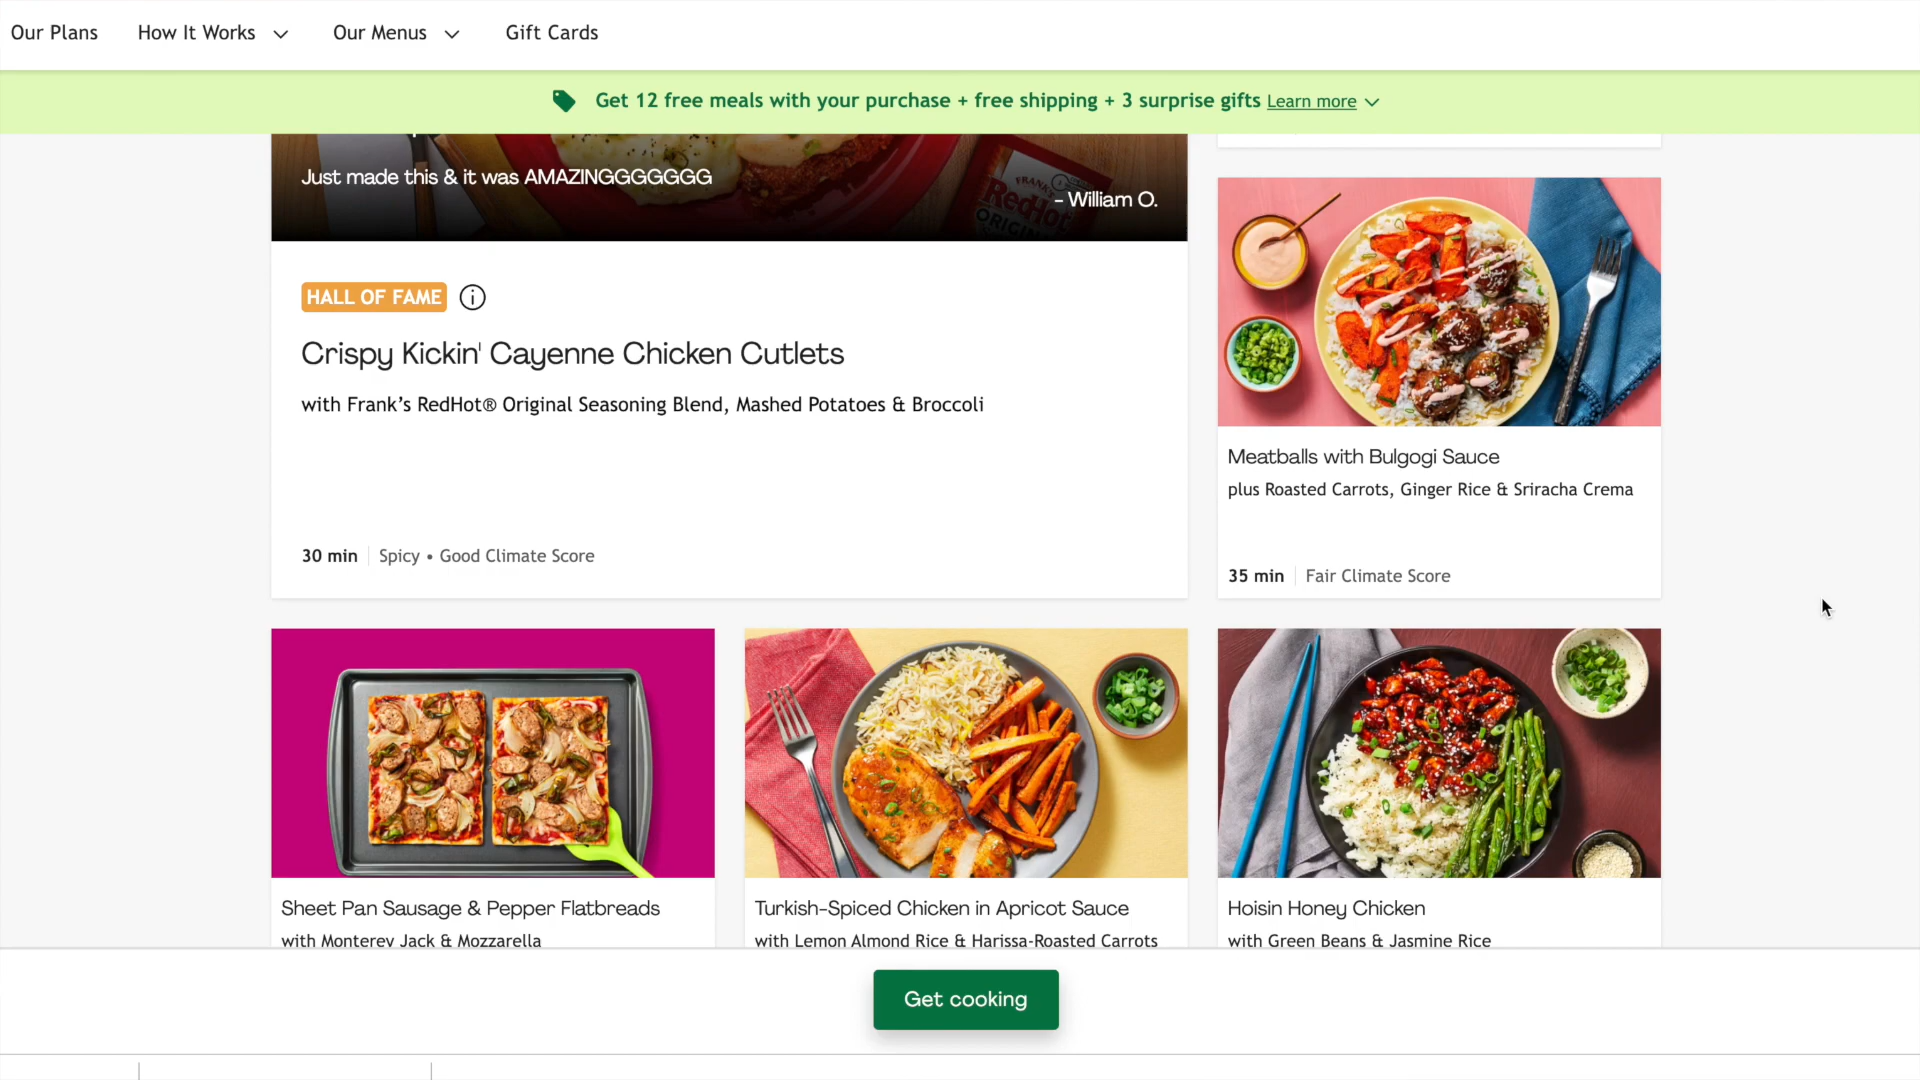 Our Plans
How It Works
Our Menus
Gift Cards
Get 12 free meals with your purchase + free shipping + 3 surprise gifts Learn more
Just made this & it was AMAZINGGGGGGG
- William O.
FRANK'S
RedHot
ORIGINAL
HALL OF FAME
Crispy Kickin' Cayenne Chicken Cutlets
with Frank’s RedHot® Original Seasoning Blend, Mashed Potatoes & Broccoli
30 min
Spicy • Good Climate Score
Meatballs with Bulgogi Sauce
plus Roasted Carrots, Ginger Rice & Sriracha Crema
35 min
Fair Climate Score
Sheet Pan Sausage & Pepper Flatbreads
with Monterey Jack & Mozzarella
Turkish-Spiced Chicken in Apricot Sauce
with Lemon Almond Rice & Harissa-Roasted Carrots
Hoisin Honey Chicken
with Green Beans & Jasmine Rice
Get cooking